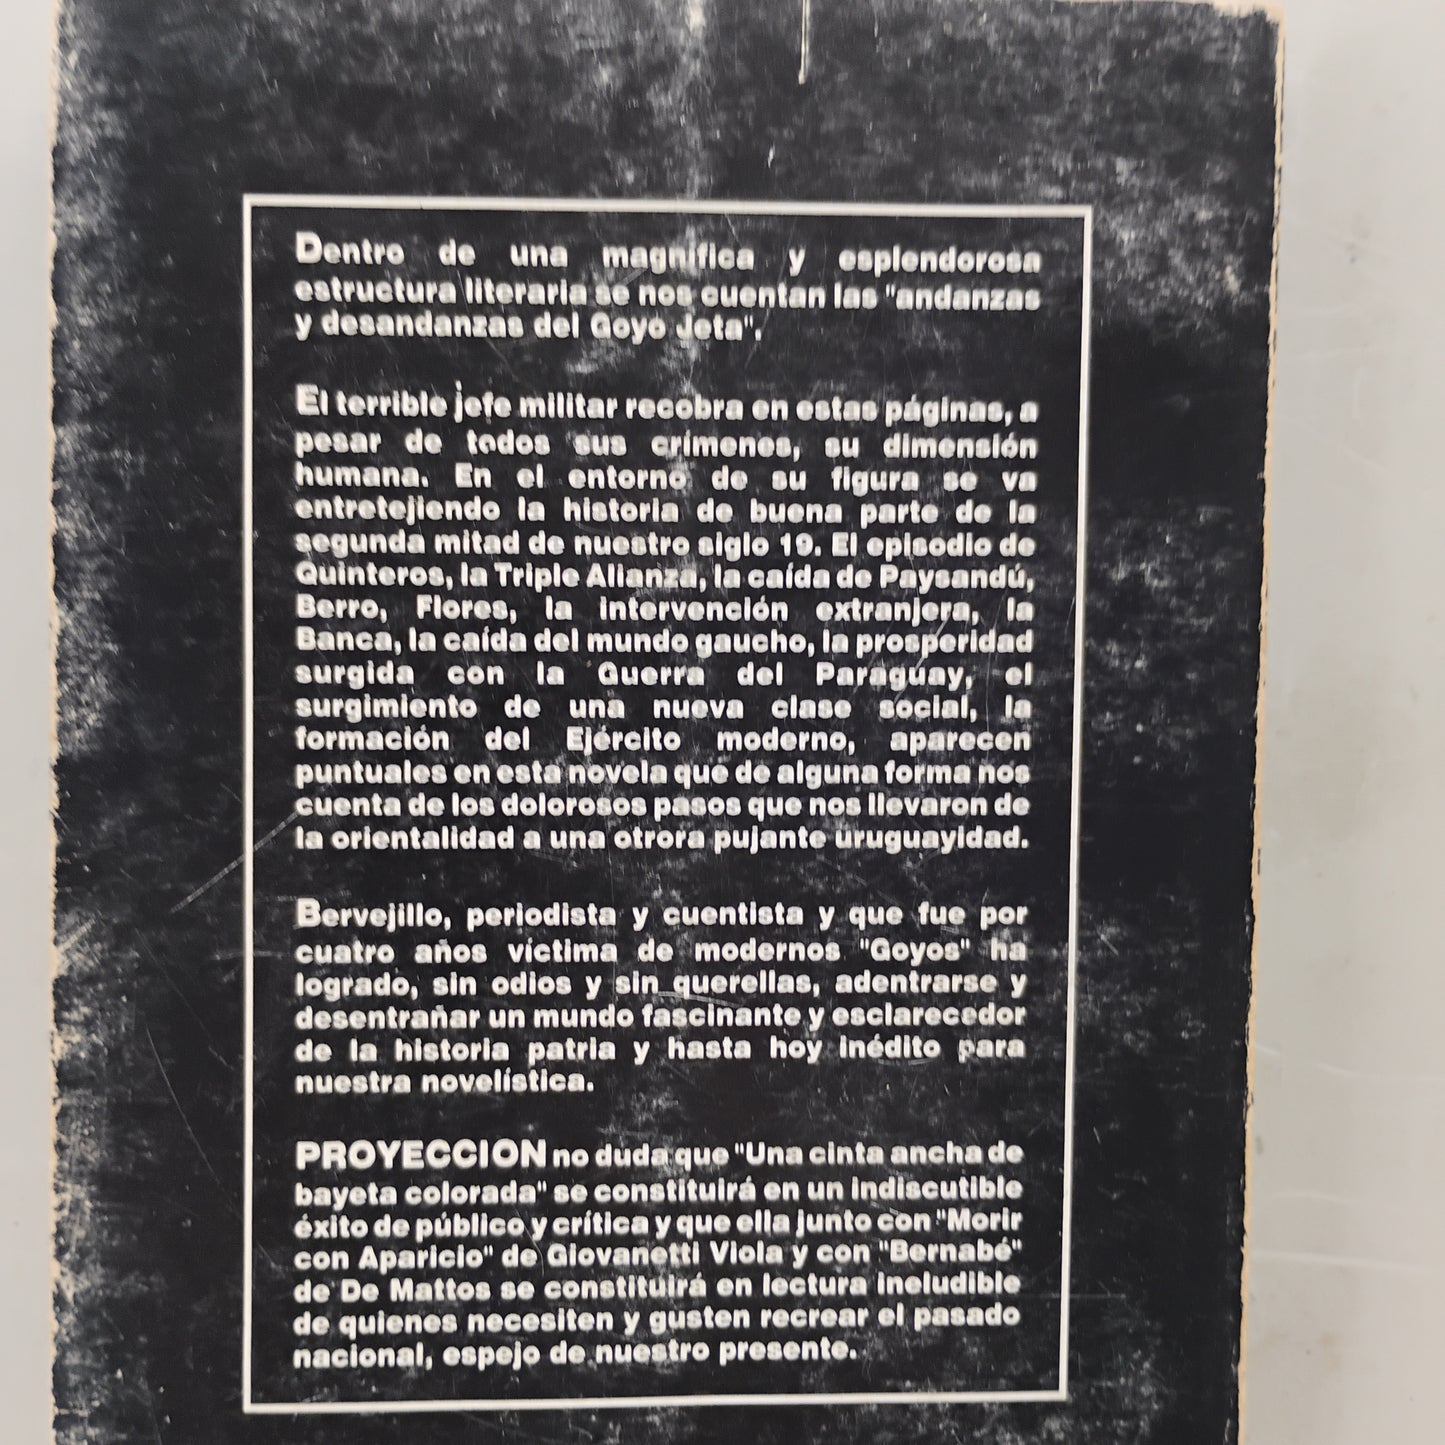 Dentro de una magnífica y esplendorosa
estructura literaria se nos cuentan las "andanzas
y desandanzas del Goyo Jeta".
El terrible jefe militar recobra en estas páginas, a
pesar de todos sus crímenes, su dimensión
humana. En el entorno de su figura se va
entretejiendo la historia de buena parte de la
segunda mitad de nuestro siglo 19. El episodio de
Quinteros, la Triple Alianza, la caída de Paysandú,
Berro, Flores, la intervención extranjera, la
Banca, la caída del mundo gaucho, la prosperidad
surgida con la Guerra del Paraguay, el
surgimiento de una nueva clase social, la
formación del Ejército moderno, aparecen
puntuales en esta novela que de alguna forma nos
cuenta de los dolorosos pasos que nos llevaron de
la orientalidad a una otrora pujante uruguayidad.
Bervejillo, periodista y cuentista y que fue por
cuatro años víctima de modernos "Goyos" ha
logrado, sin odios y sin querellas, adentrarse y
desentrañar un mundo fascinante y esclarecedor
de la historia patria y hasta hoy inédito para
nuestra novelística.
PROYECCION no duda que "Una cinta ancha de
bayeta colorada" se constituirá en un indiscutible
éxito de público y crítica y que ella junto con "Morir
con Aparicio" de Giovanetti Viola y con "Bernabé"
de De Mattos se constituirá en lectura ineludible
de quienes necesiten y gusten recrear el pasado
nacional, espejo de nuestro presente.